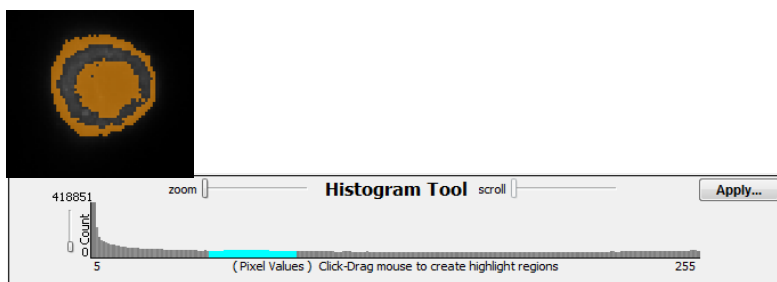 zoom Histogram Tool scroll Apply...
418851
0 Count
5 (Pixel Values) Click-Drag mouse to create highlight regions 255